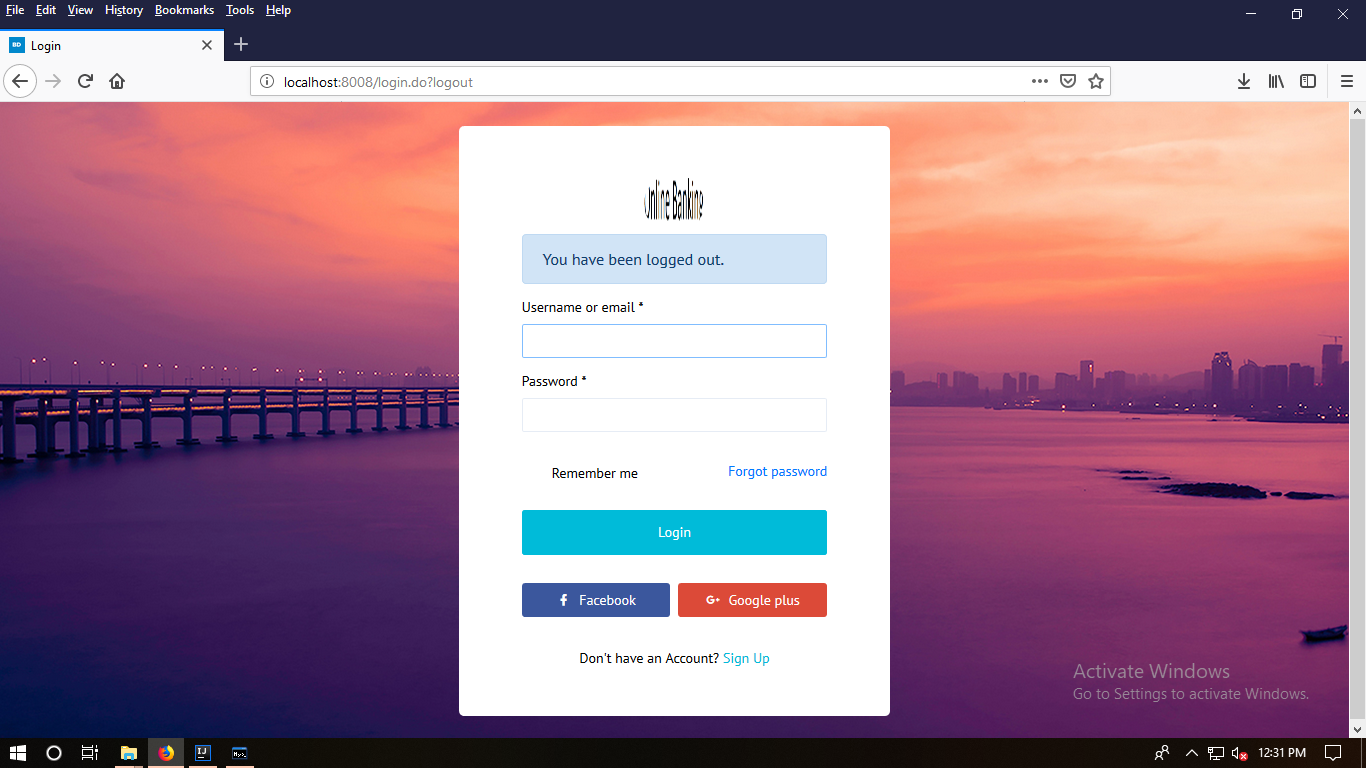 File Edit View History Bookmarks Tools Help
BD Login
localhost:8008/login.do?logout
Online Banking
You have been logged out.
Username or email *
Password *
Remember me Forgot password
Login
Facebook Google plus
Don't have an Account? Sign Up
Activate Windows
Go to Settings to activate Windows.
12:31 PM